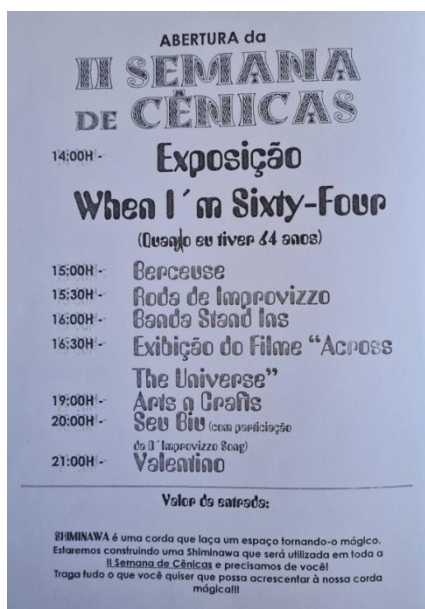 ABERTURA da
II SEMANA
DE CÊNICAS
14:00H - Exposição
When I´m Sixty-Four
(Quando eu tiver 64 anos)
15:00H - Berceuse
15:30H - Roda de Improvizzo
16:00H - Banda Stand Ins
16:30H - Exibição do Filme “Across
The Universe”
19:00H - Arts n Crafts
20:00H - Seu Biu (com particiação
da D´Improvizzo Song)
21:00H - Valentino
Valor da entrada:
SHIMINAWA é uma corda que laça um espaço tornando-o mágico.
Estaremos construindo uma Shiminawa que será utilizada em toda a
II Semana de Cênicas e precisamos de você!
Traga tudo o que você quiser que possa acrescentar à nossa corda
mágica!!!